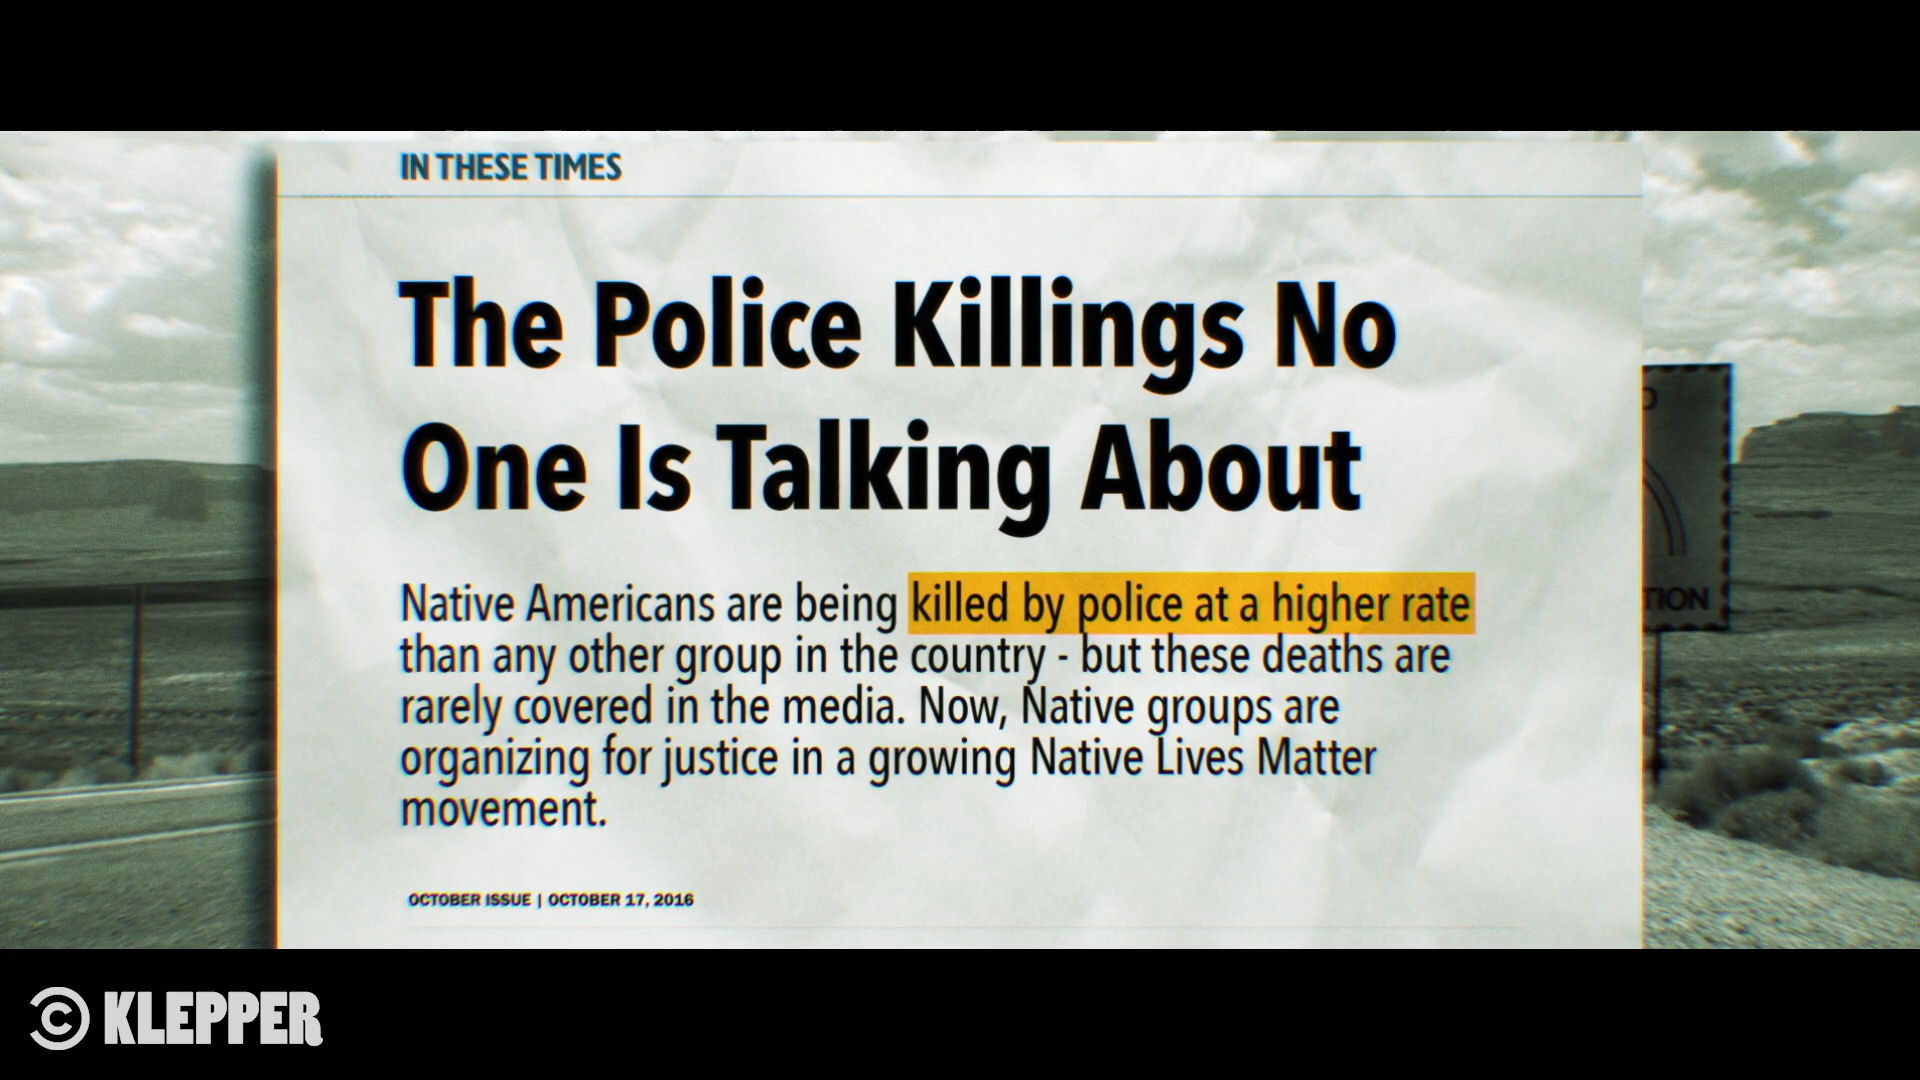 IN THESE TIMES
The Police Killings No
One Is Talking About
Native Americans are being killed by police at a higher rate
than any other group in the country - but these deaths are
rarely covered in the media. Now, Native groups are
organizing for justice in a growing Native Lives Matter
movement.
OCTOBER ISSUE | OCTOBER 17, 2016
KLEPPER